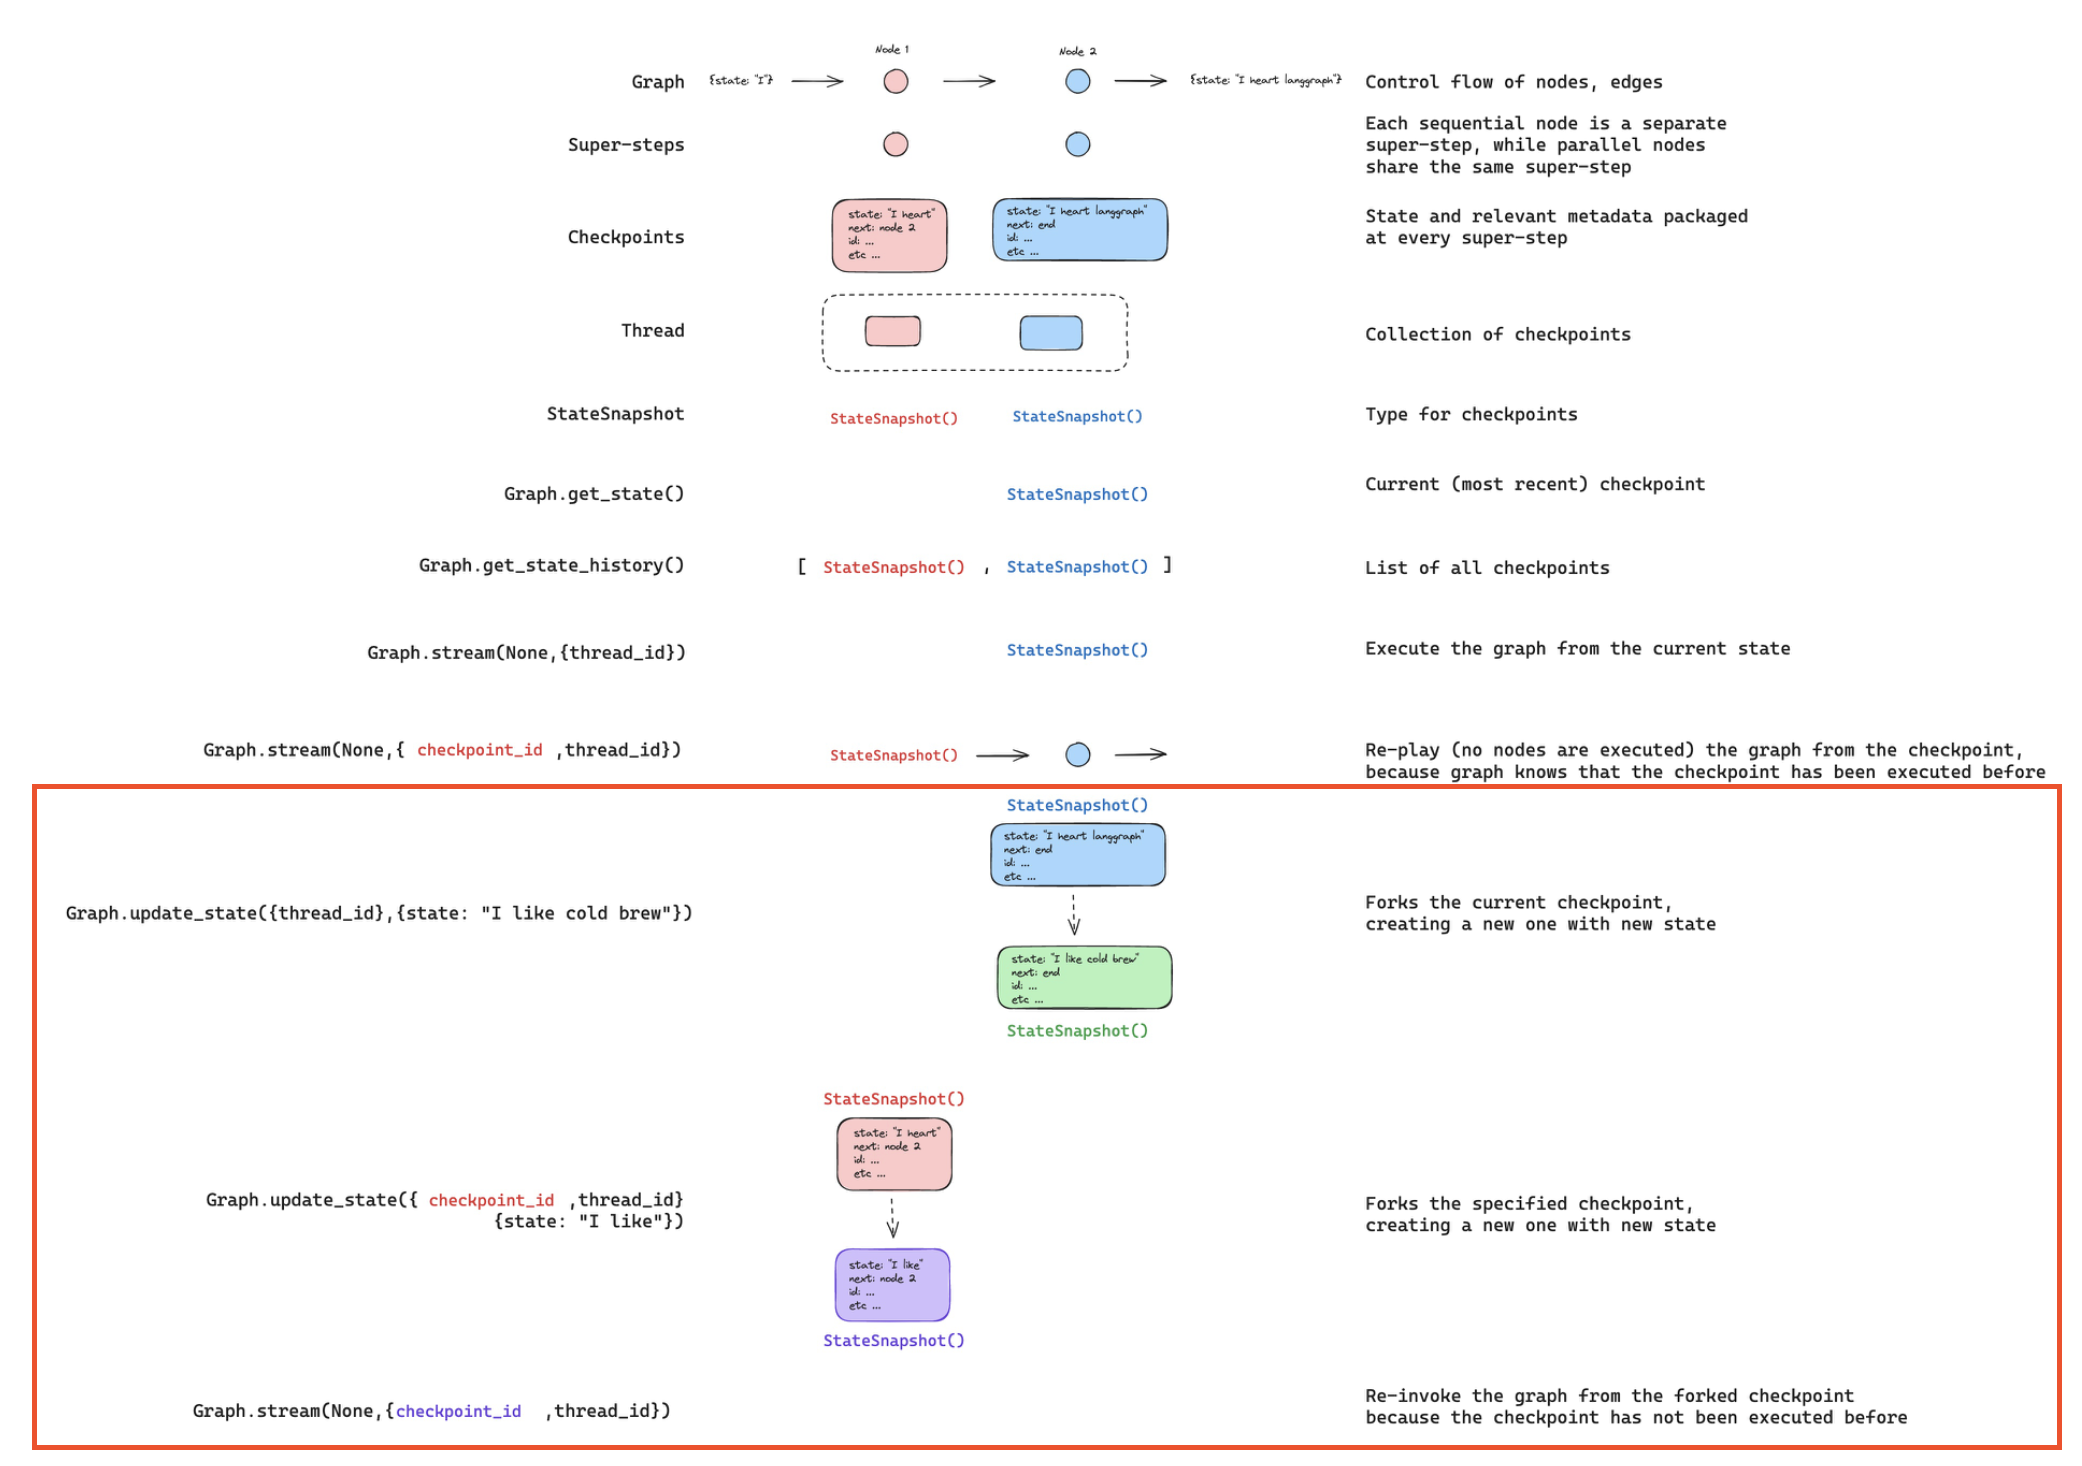 Node 1
Node 2
Graph
{state: "I"}
{state: "I heart langgraph"}
Control flow of nodes, edges
Super-steps
Each sequential node is a separate
super-step, while parallel nodes
share the same super-step
Checkpoints
state: "I heart"
next: node 2
id: ...
etc ...
state: "I heart langgraph"
next: end
id: ...
etc ...
State and relevant metadata packaged
at every super-step
Thread
Collection of checkpoints
StateSnapshot
StateSnapshot()
StateSnapshot()
Type for checkpoints
Graph.get_state()
StateSnapshot()
Current (most recent) checkpoint
Graph.get_state_history()
[ StateSnapshot() , StateSnapshot() ]
List of all checkpoints
Graph.stream(None,{thread_id})
StateSnapshot()
Execute the graph from the current state
Graph.stream(None,{ checkpoint_id ,thread_id})
StateSnapshot()
Re-play (no nodes are executed) the graph from the checkpoint,
because graph knows that the checkpoint has been executed before
StateSnapshot()
state: "I heart langgraph"
next: end
id: ...
etc ...
Graph.update_state({thread_id},{state: "I like cold brew"})
Forks the current checkpoint,
creating a new one with new state
state: "I like cold brew"
next: end
id: ...
etc ...
StateSnapshot()
StateSnapshot()
state: "I heart"
next: node 2
id: ...
etc ...
Graph.update_state({ checkpoint_id ,thread_id}
{state: "I like"})
Forks the specified checkpoint,
creating a new one with new state
state: "I like"
next: node 2
id: ...
etc ...
StateSnapshot()
Graph.stream(None,{checkpoint_id ,thread_id})
Re-invoke the graph from the forked checkpoint
because the checkpoint has not been executed before